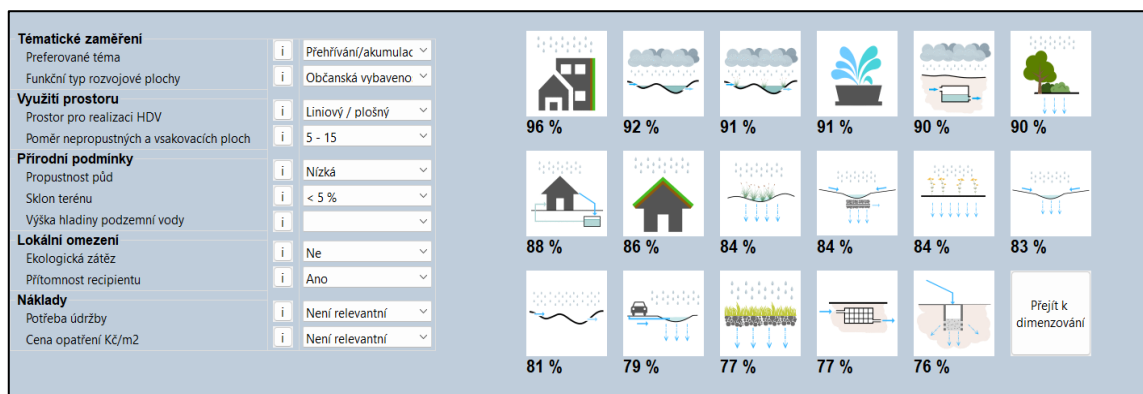 Tématické zaměření
Preferované téma i Přehřívání/akumulac
Funkční typ rozvojové plochy i Občanská vybaveno
Využití prostoru
Prostor pro realizaci HDV i Liniový / plošný
Poměr nepropustných a vsakovacích ploch i 5 - 15
Přírodní podmínky
Propustnost půd i Nízká
Sklon terénu i < 5 %
Výška hladiny podzemní vody i
Lokální omezení
Ekologická zátěz i Ne
Přítomnost recipientu i Ano
Náklady
Potřeba údržby i Není relevantní
Cena opatření Kč/m2 i Není relevantní
96 % 92 % 91 % 91 % 90 % 90 %
88 % 86 % 84 % 84 % 84 % 83 %
Přejít k
dimenzování
81 % 79 % 77 % 77 % 76 %